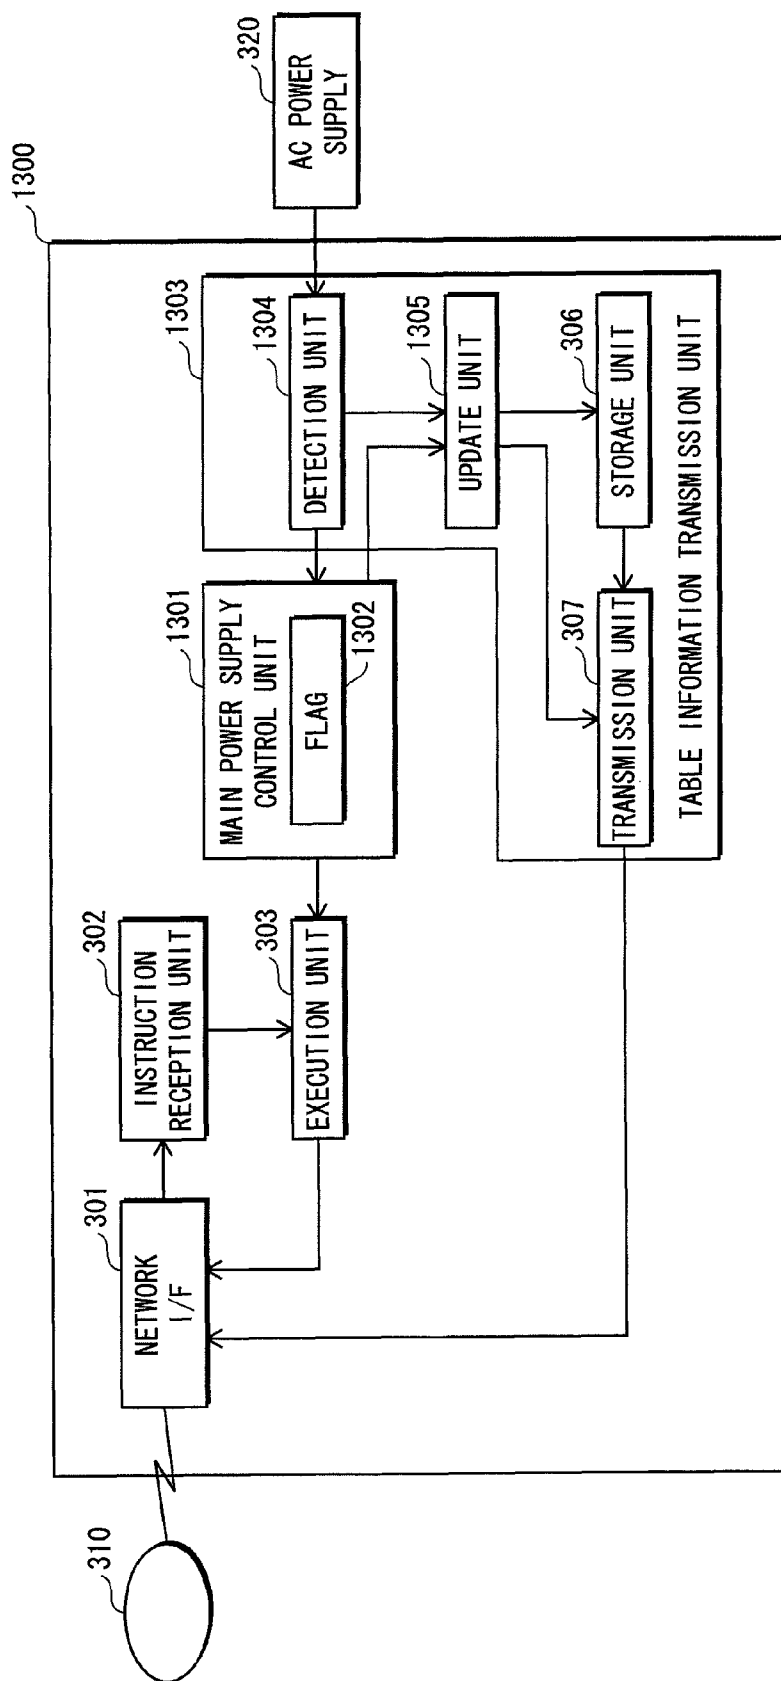 1300
320
AC POWER
SUPPLY
310
301
NETWORK
I/F
302
INSTRUCTION
RECEPTION UNIT
303
EXECUTION UNIT
1301
MAIN POWER SUPPLY
CONTROL UNIT
1302
FLAG
1303
1304
DETECTION UNIT
1305
UPDATE UNIT
307
TRANSMISSION UNIT
306
STORAGE UNIT
TABLE INFORMATION TRANSMISSION UNIT